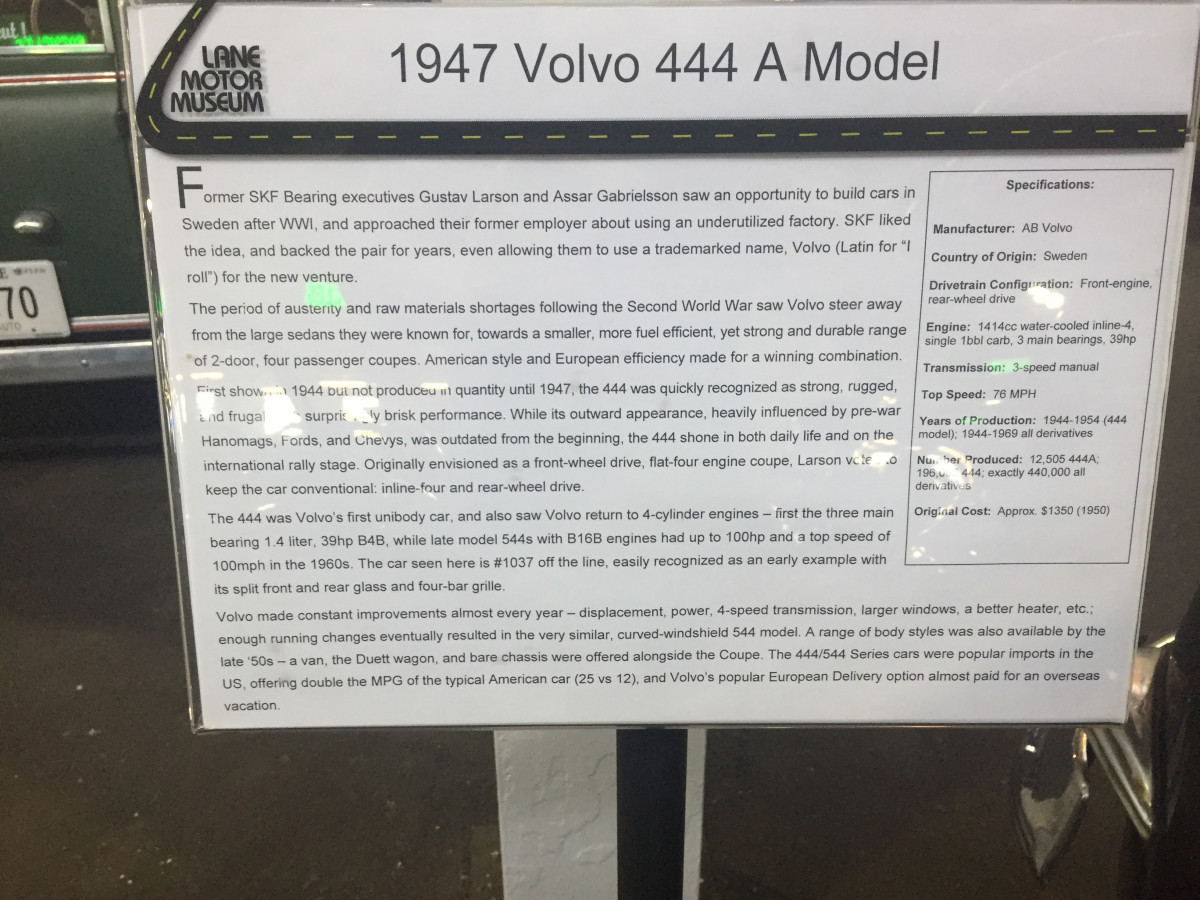 LANE
MOTOR
MUSEUM
1947 Volvo 444 A Model
Former SKF Bearing executives Gustav Larson and Assar Gabrielsson saw an opportunity to build cars in
Sweden after WWI, and approached their former employer about using an underutilized factory. SKF liked
the idea, and backed the pair for years, even allowing them to use a trademarked name, Volvo (Latin for “I
roll”) for the new venture.
The period of austerity and raw materials shortages following the Second World War saw Volvo steer away
from the large sedans they were known for, towards a smaller, more fuel efficient, yet strong and durable range
of 2-door, four passenger coupes. American style and European efficiency made for a winning combination.
First shown in 1944 but not produced in quantity until 1947, the 444 was quickly recognized as strong, rugged,
and frugal surprisingly brisk performance. While its outward appearance, heavily influenced by pre-war
Hanomags, Fords, and Chevys, was outdated from the beginning, the 444 shone in both daily life and on the
international rally stage. Originally envisioned as a front-wheel drive, flat-four engine coupe, Larson voted to
keep the car conventional: inline-four and rear-wheel drive.
The 444 was Volvo’s first unibody car, and also saw Volvo return to 4-cylinder engines – first the three main
bearing 1.4 liter, 39hp B4B, while late model 544s with B16B engines had up to 100hp and a top speed of
100mph in the 1960s. The car seen here is #1037 off the line, easily recognized as an early example with
its split front and rear glass and four-bar grille.
Volvo made constant improvements almost every year – displacement, power, 4-speed transmission, larger windows, a better heater, etc.;
enough running changes eventually resulted in the very similar, curved-windshield 544 model. A range of body styles was also available by the
late ‘50s – a van, the Duett wagon, and bare chassis were offered alongside the Coupe. The 444/544 Series cars were popular imports in the
US, offering double the MPG of the typical American car (25 vs 12), and Volvo’s popular European Delivery option almost paid for an overseas
vacation.
Specifications:
Manufacturer: AB Volvo
Country of Origin: Sweden
Drivetrain Configuration: Front-engine,
rear-wheel drive
Engine: 1414cc water-cooled inline-4,
single 1bbl carb, 3 main bearings, 39hp
Transmission: 3-speed manual
Top Speed: 76 MPH
Years of Production: 1944-1954 (444
model); 1944-1969 all derivatives
Number Produced: 12,505 444A;
444; exactly 440,000 all
derivatives
Original Cost: Approx. $1350 (1950)
70